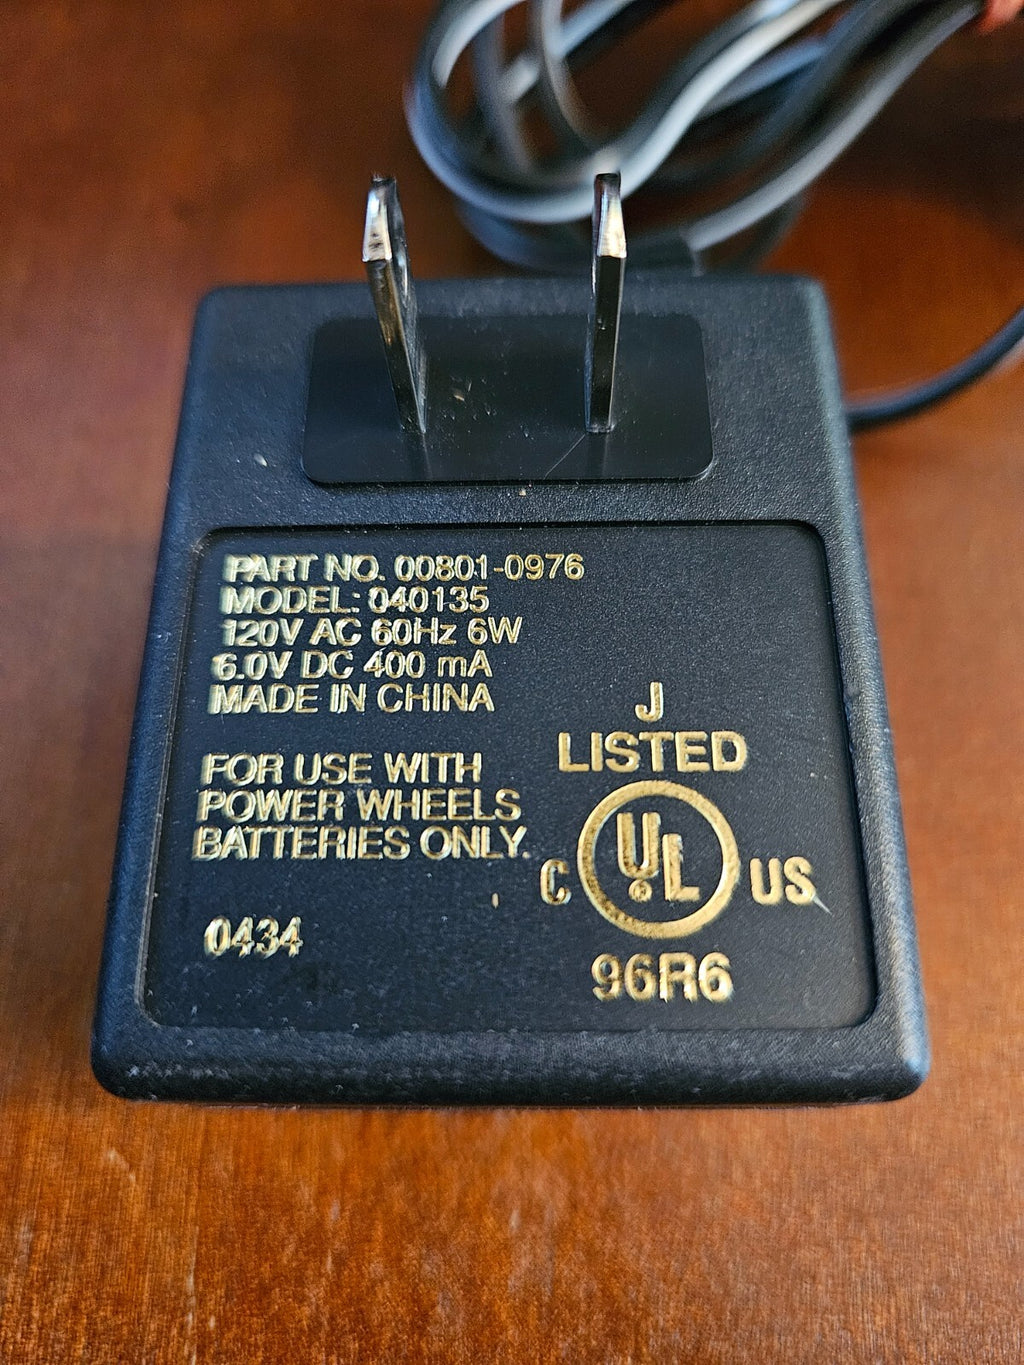 PART NO. 00801-0976
MODEL: 040135
120V AC 60Hz 6W
6.0V DC 400 mA
MADE IN CHINA
FOR USE WITH
POWER WHEELS
BATTERIES ONLY.
0434
J
LISTED
C UL US
96R6